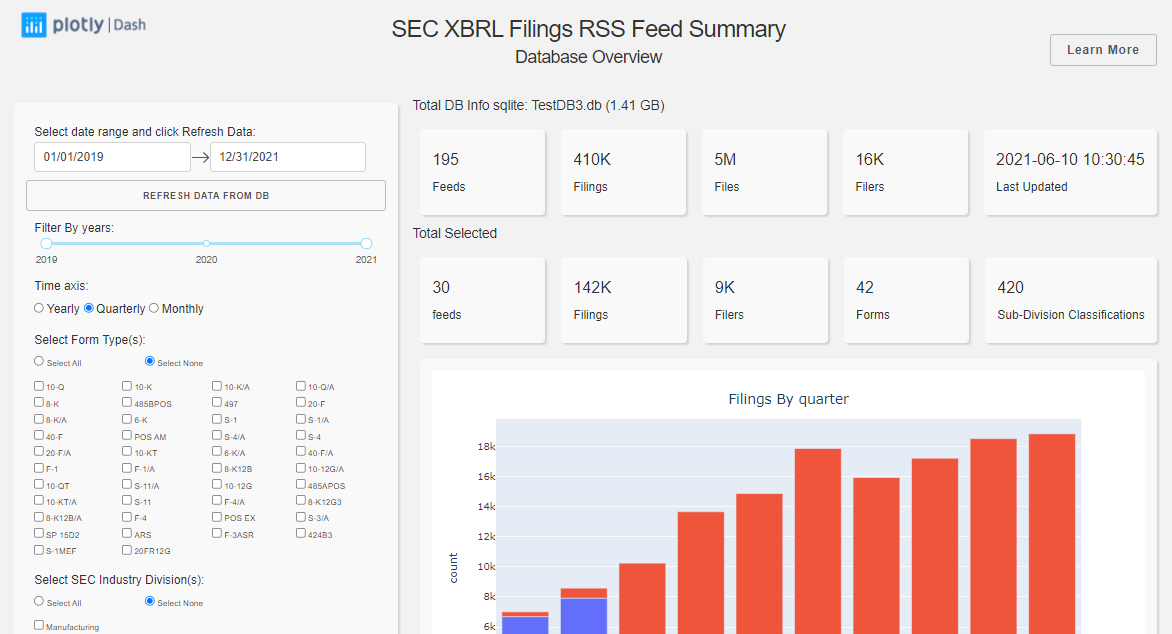 plotly | Dash
SEC XBRL Filings RSS Feed Summary
Database Overview
Learn More
Select date range and click Refresh Data:
01/01/2019 → 12/31/2021
REFRESH DATA FROM DB
Filter By years:
2019 2020 2021
Time axis:
Yearly Quarterly Monthly
Select Form Type(s):
Select All Select None
10-Q 10-K 10-K/A 10-Q/A
8-K 485BPOS 497 20-F
8-K/A 6-K S-1 S-1/A
40-F POS AM S-4/A S-4
20-F/A 10-KT 6-K/A 40-F/A
F-1 F-1/A 8-K12B 10-12G/A
10-QT S-11/A 10-12G 485APOS
10-KT/A S-11 F-4/A 8-K12G3
8-K12B/A F-4 POS EX S-3/A
SP 15D2 ARS F-3ASR 424B3
S-1MEF 20FR12G
Select SEC Industry Division(s):
Select All Select None
Manufacturing
Total DB Info sqlite: TestDB3.db (1.41 GB)
195 410K 5M 16K 2021-06-10 10:30:45
Feeds Filings Files Filers Last Updated
Total Selected
30 142K 9K 42 420
feeds Filings Filers Forms Sub-Division Classifications
Filings By quarter
18k
16k
14k
12k
10k
8k
6k
count